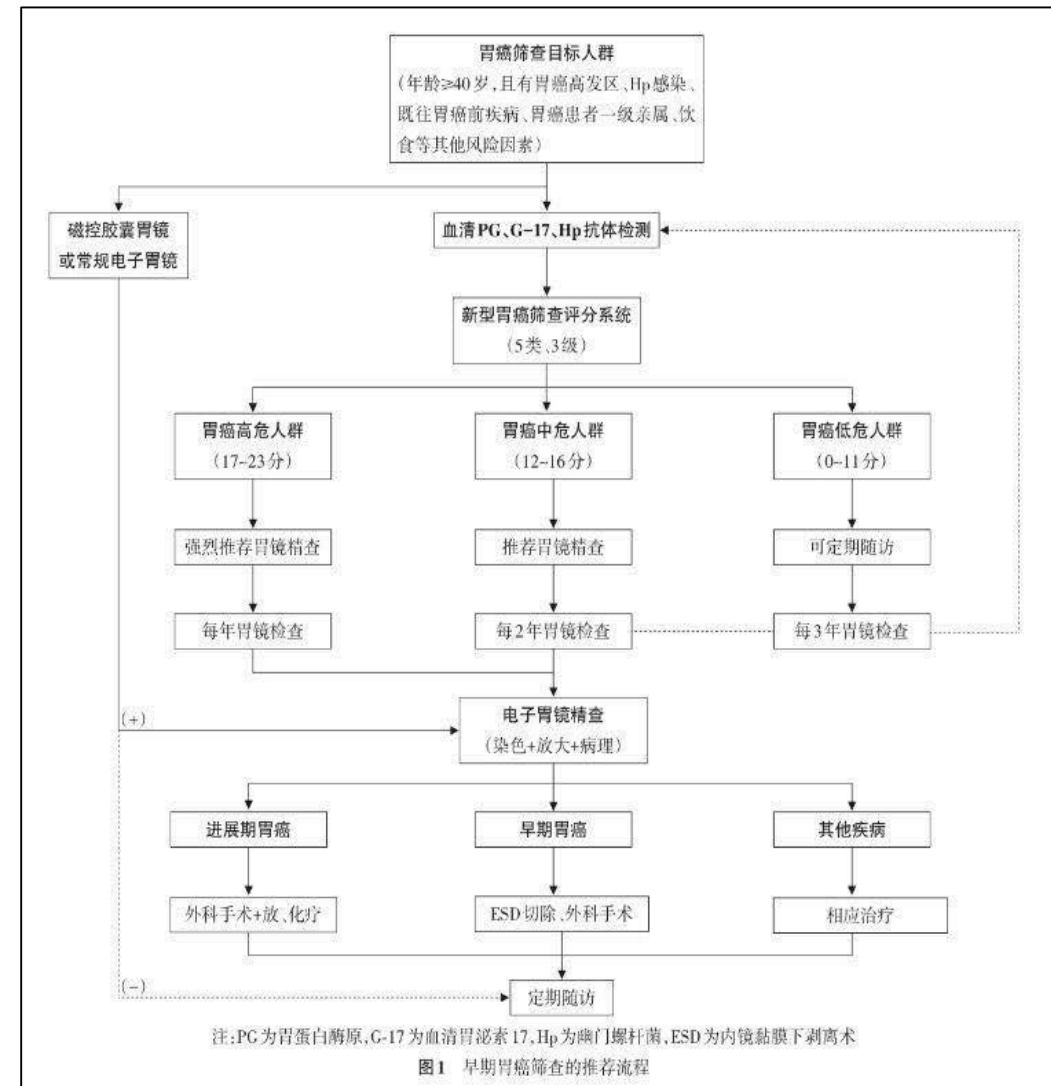 胃癌筛查目标人群
(年龄≥40岁,且有胃癌高发区、Hp感染、
既往胃癌前疾病、胃癌患者一级亲属、饮
食等其他风险因素)
磁控胶囊胃镜
或常规电子胃镜
血清PG、G-17、Hp抗体检测
新型胃癌筛查评分系统
(5类、3级)
胃癌高危人群
(17~23分)
胃癌中危人群
(12~16分)
胃癌低危人群
(0~11分)
强烈推荐胃镜精查
推荐胃镜精查
可定期随访
每年胃镜检查
每2年胃镜检查
每3年胃镜检查
(+)
电子胃镜精查
(染色+放大+病理)
进展期胃癌
早期胃癌
其他疾病
外科手术+放、化疗
ESD切除、外科手术
相应治疗
(-)
定期随访
注:PG为胃蛋白酶原,G-17为血清胃泌素17,Hp为幽门螺杆菌,ESD为内镜黏膜下剥离术
图1 早期胃癌筛查的推荐流程